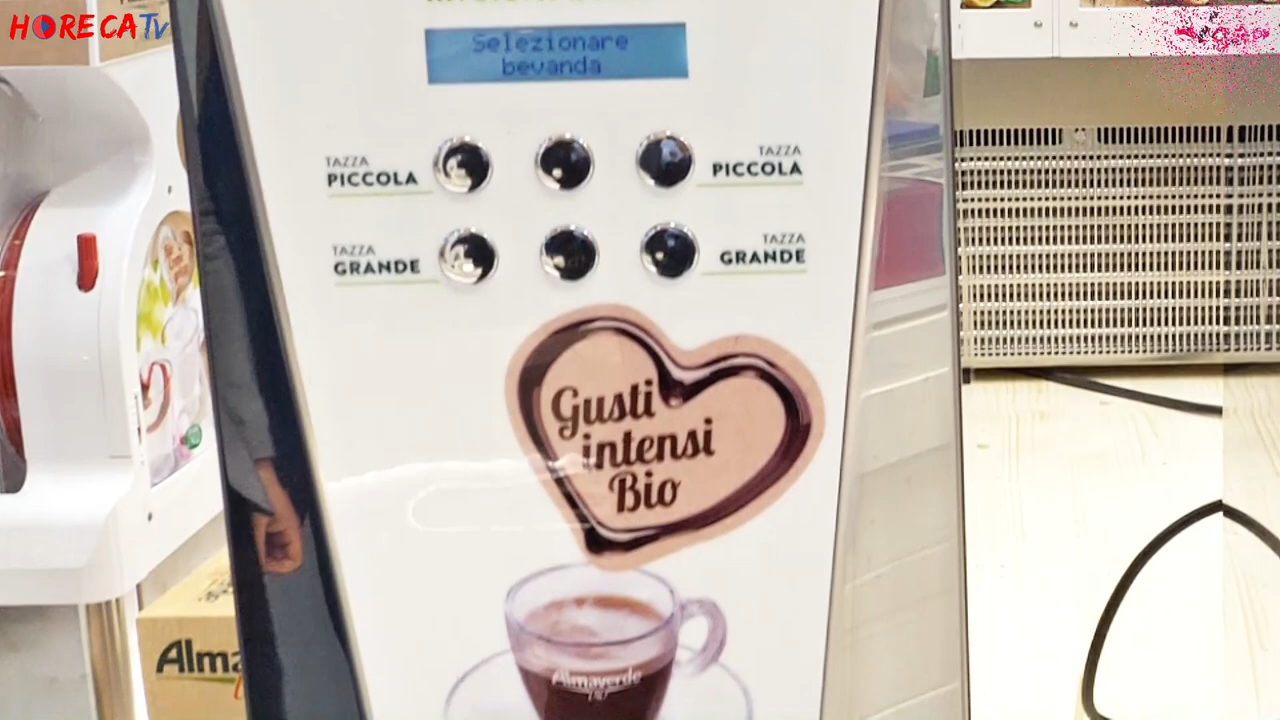 HORECATv
Selezionare
bevanda
TAZZA
PICCOLA
TAZZA
PICCOLA
TAZZA
GRANDE
TAZZA
GRANDE
Gusti
intensi
Bio
Almaverde
Alma